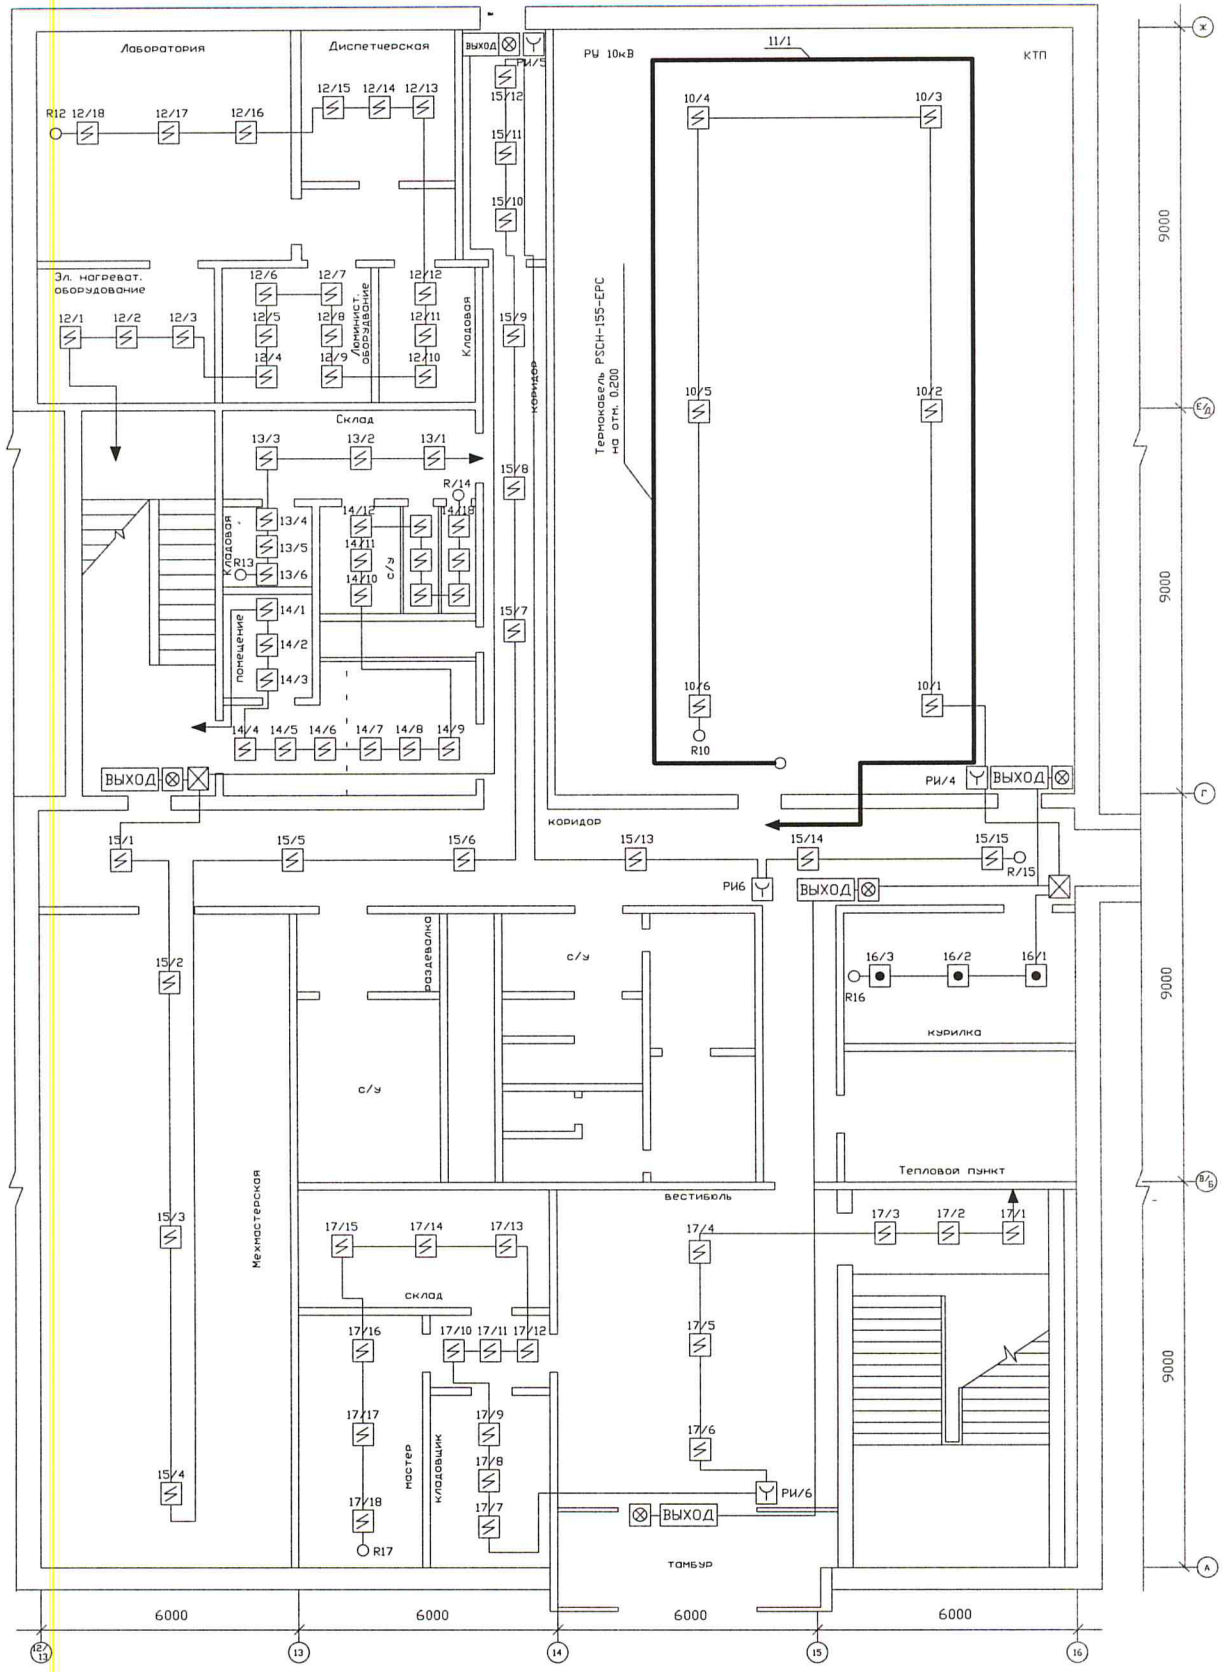 Лаборатория
Диспетчерская
ВЫХОД
РИ/5
РУ 10кВ
11/1
КТП
Ж
R12
12/18
12/17
12/16
12/15
12/14
12/13
15/12
15/11
15/10
10/4
10/3
9000
Эл. нагреват.
оборудование
12/1
12/2
12/3
12/6
12/7
12/12
12/5
12/8
12/11
12/4
12/9
12/10
Люминист.
оборудвание
Кладовая
15/9
коридор
Термокабель PSCH-155-EPC
на отм. 0.200
10/5
10/2
Е/Д
Склад
13/3
13/2
13/1
15/8
R/14
14/12
14/18
14/11
14/10
с/у
Кладовая
13/4
13/5
13/6
R13
помещение
14/1
14/2
14/3
15/7
9000
10/6
R10
10/1
14/4
14/5
14/6
14/7
14/8
14/9
ВЫХОД
РИ/4
ВЫХОД
Г
коридор
15/1
15/5
15/6
15/13
15/14
15/15
R/15
РИ6
ВЫХОД
раздевалка
с/у
15/2
16/3
16/2
16/1
R16
9000
курилка
с/у
Тепловой пункт
В/Б
вестибюль
Мехмастерская
15/3
17/15
17/14
17/13
17/4
17/3
17/2
17/1
склад
17/16
17/10
17/11
17/12
17/5
9000
17/17
17/9
17/6
мастер
кладовщик
17/8
15/4
17/18
17/7
РИ/6
R17
ВЫХОД
тамбур
А
6000
6000
6000
6000
12/13
13
14
15
16